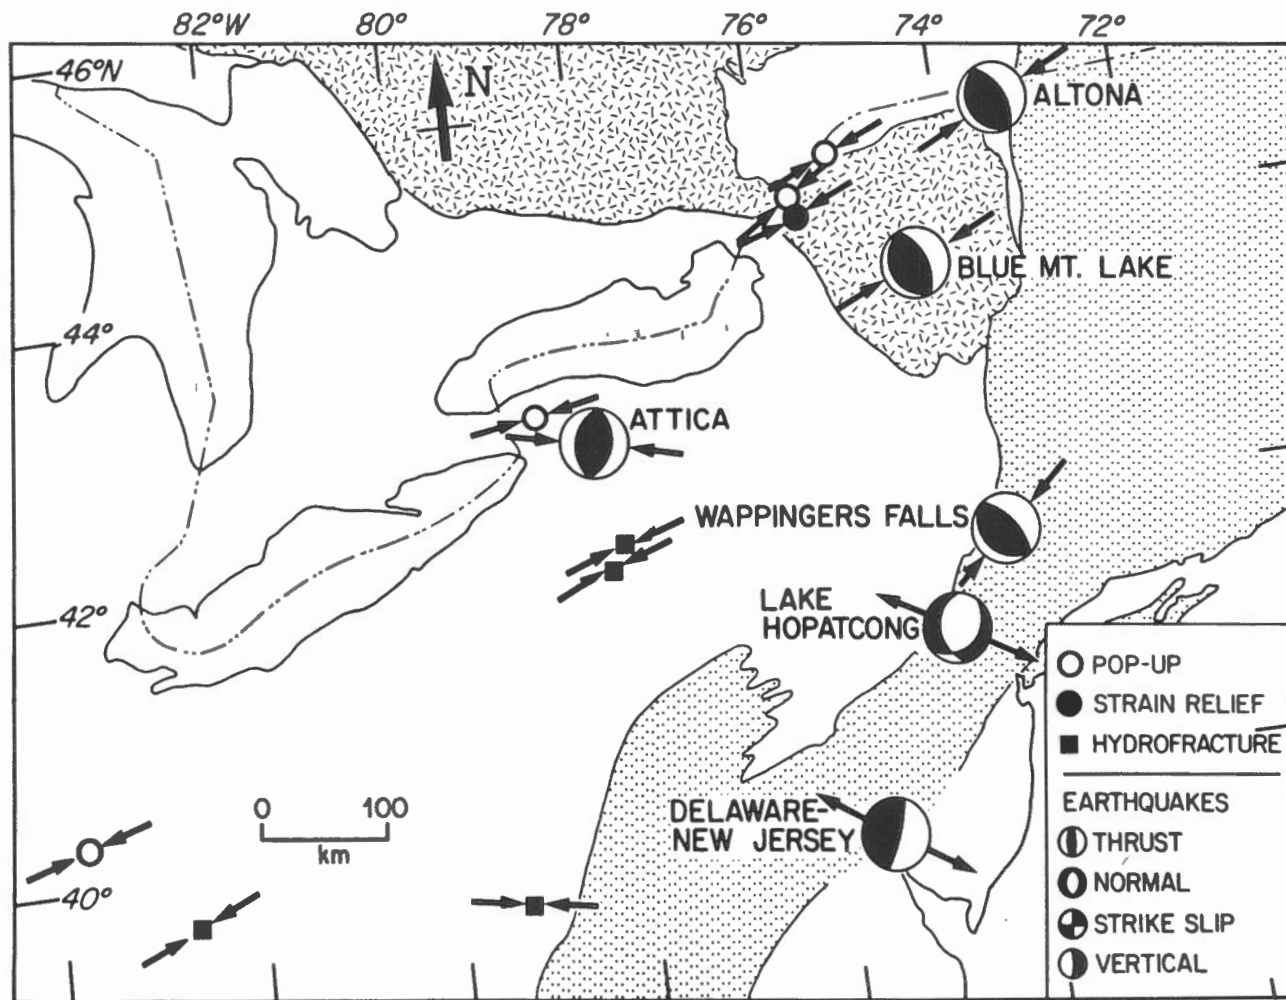 82°W 80° 78° 76° 74° 72°
46°N
N
ALTONA
BLUE MT. LAKE
44°
ATTICA
WAPPINGERS FALLS
LAKE
HOPATCONG
42°
POP-UP
STRAIN RELIEF
HYDROFRACTURE
DELAWARE-
NEW JERSEY
0 100
km
EARTHQUAKES
THRUST
NORMAL
STRIKE SLIP
VERTICAL
40°